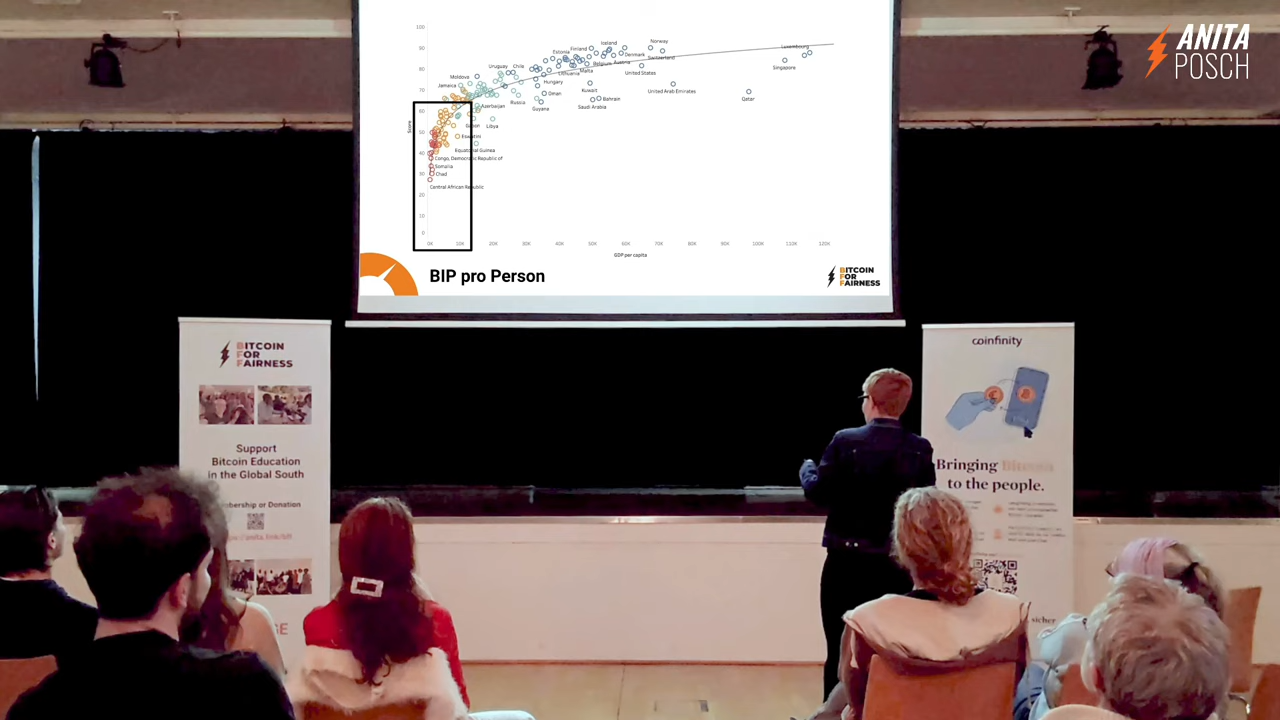 ANITA
POSCH
100
90
80
70
60
50
40
30
20
10
0
Score
Norway
Iceland
Luxembourg
Finland
Estonia
Denmark
Switzerland
Belgium
Austria
Singapore
Uruguay
Chile
Lithuania
Malta
United States
Moldova
Jamaica
Hungary
Kuwait
United Arab Emirates
Oman
Qatar
Russia
Bahrain
Azerbaijan
Guyana
Saudi Arabia
Gabon
Libya
Eswatini
Equatorial Guinea
Congo, Democratic Republic of
Somalia
Chad
Central African Republic
0K
10K
20K
30K
40K
50K
60K
70K
80K
90K
100K
110K
120K
GDP per capita
BIP pro Person
BITCOIN
FOR
FAIRNESS
BITCOIN
FOR
FAIRNESS
Support
Bitcoin Education
in the Global South
or Donation
coinfinity
Bringing Bitcoin
to the people.
sicher